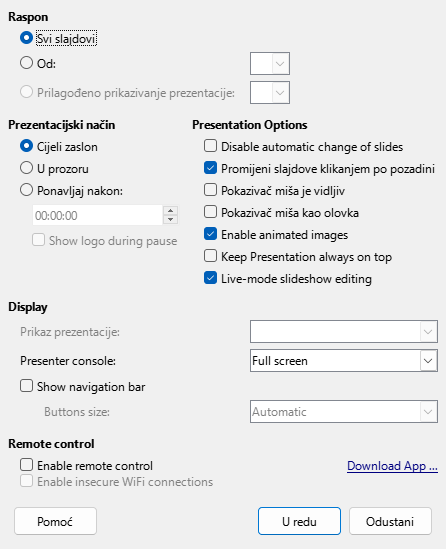 Raspon
Svi slajdovi
Od:
Prilagođeno prikazivanje prezentacije:
Prezentacijski način
Cijeli zaslon
U prozoru
Ponavljaj nakon:
00:00:00
Show logo during pause
Presentation Options
Disable automatic change of slides
Promijeni slajdove klikanjem po pozadini
Pokazivač miša je vidljiv
Pokazivač miša kao olovka
Enable animated images
Keep Presentation always on top
Live-mode slideshow editing
Display
Prikaz prezentacije:
Presenter console: Full screen
Show navigation bar
Buttons size: Automatic
Remote control
Enable remote control Download App ...
Enable insecure WiFi connections
Pomoć U redu Odustani